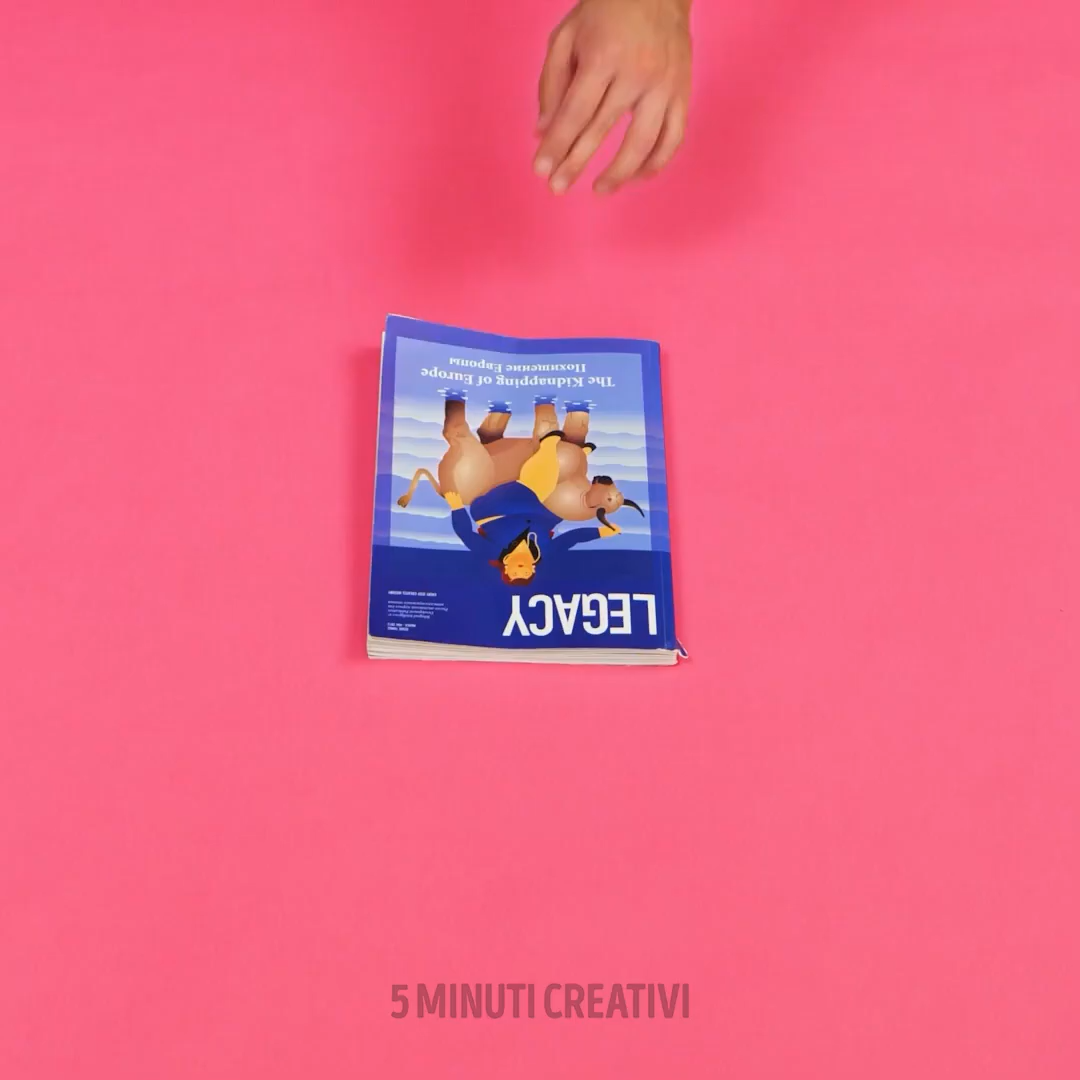 LEGACY
The Kidnapping of Europe
Похищение Европы
5 MINUTI CREATIVI